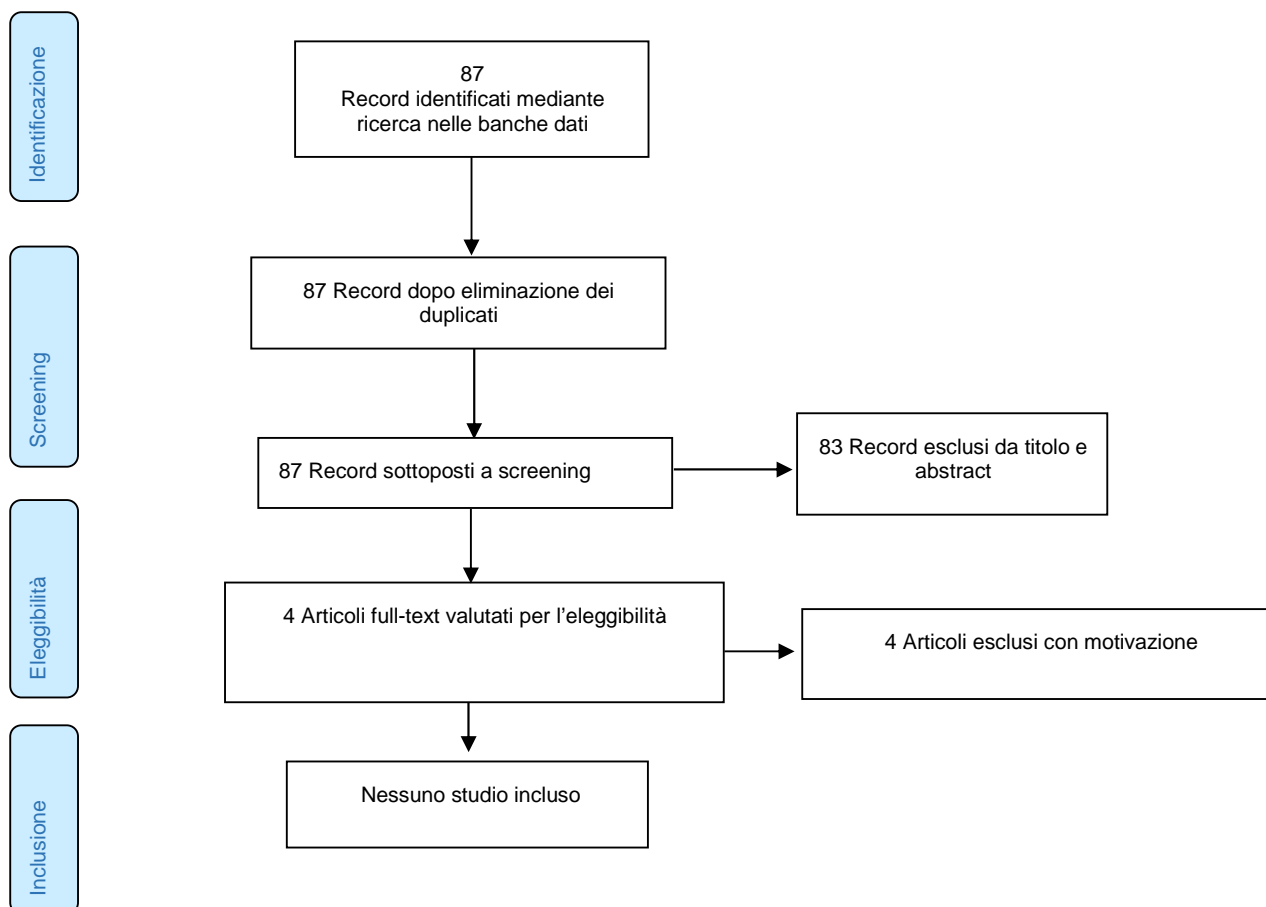 Identificazione
87
Record identificati mediante
ricerca nelle banche dati
Screening
87 Record dopo eliminazione dei
duplicati
87 Record sottoposti a screening
83 Record esclusi da titolo e
abstract
Eleggibilità
4 Articoli full-text valutati per l’eleggibilità
4 Articoli esclusi con motivazione
Inclusione
Nessuno studio incluso